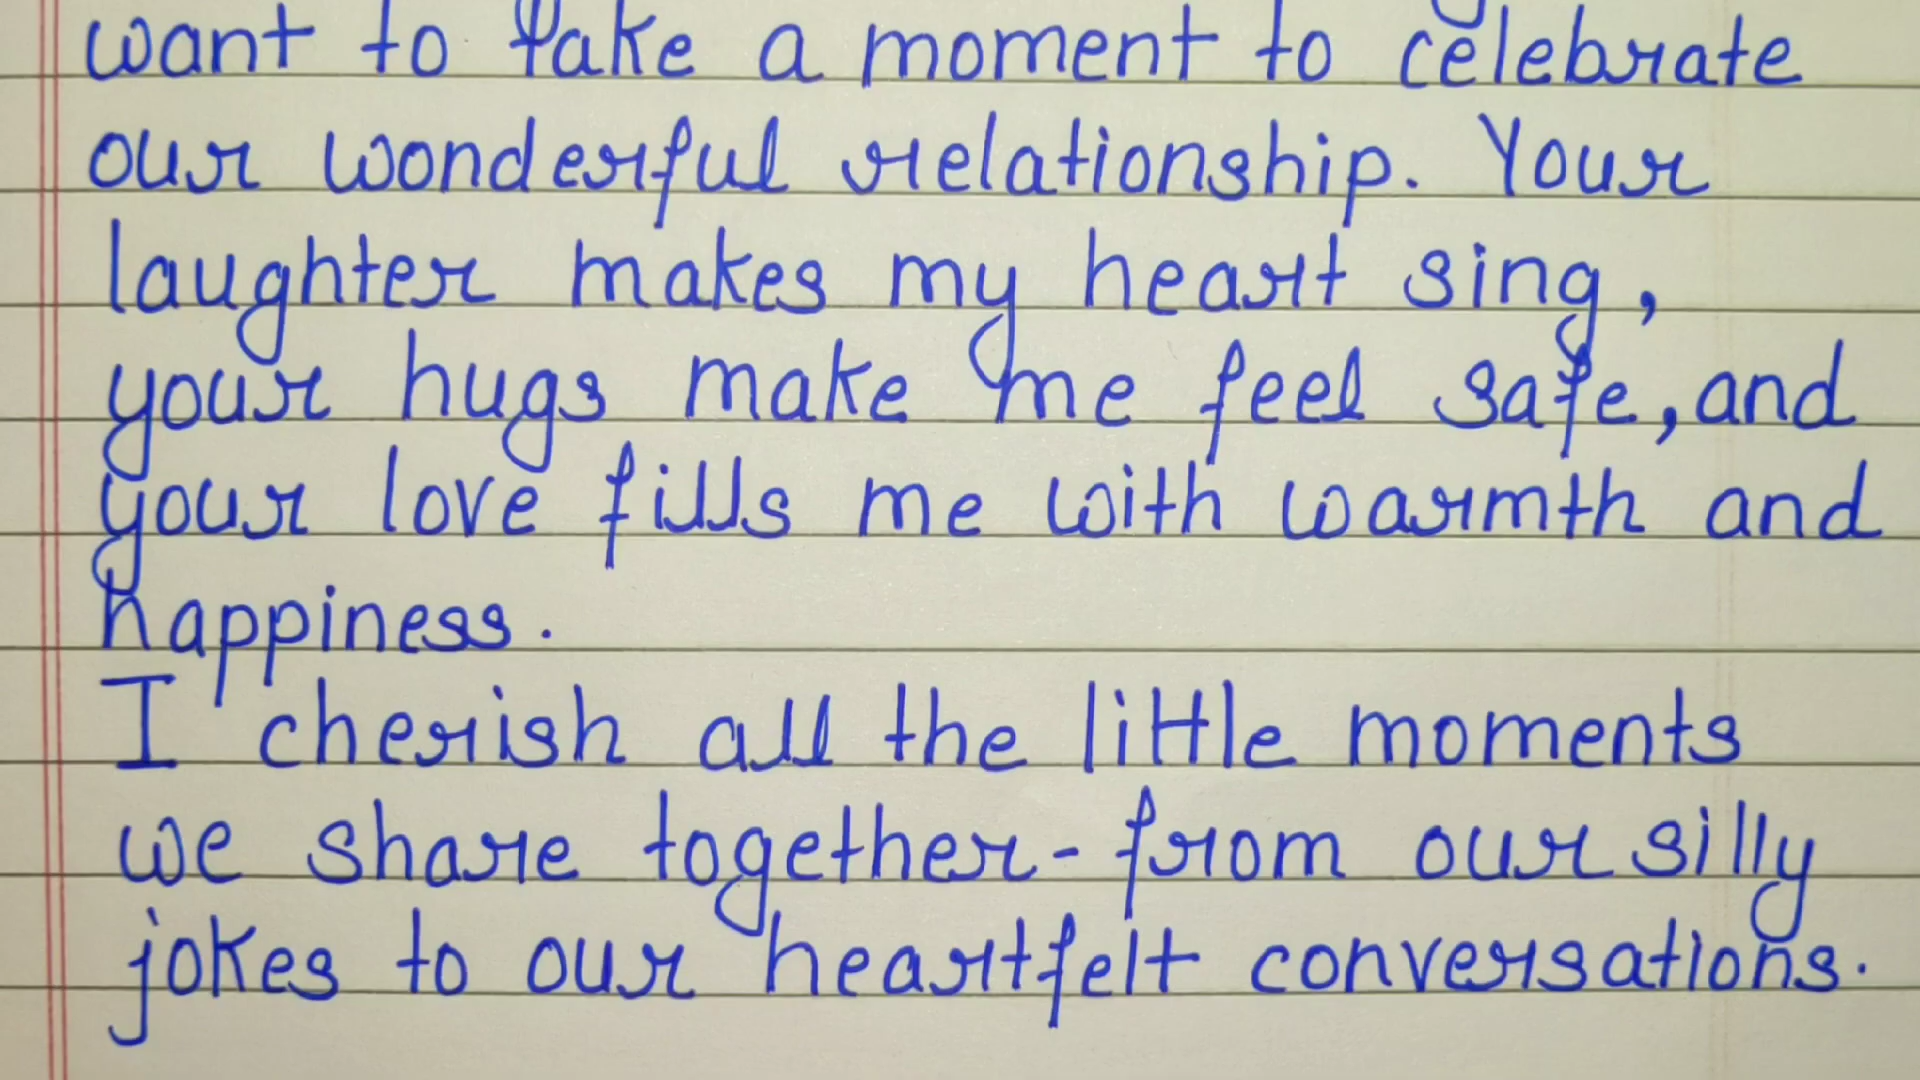 want to take a moment to celebrate
our wonderful relationship. Your
laughter makes my heart sing,
your hugs make me feel safe, and
your love fills me with warmth and
happiness.
I cherish all the little moments
we share together - from our silly
jokes to our heartfelt conversations.